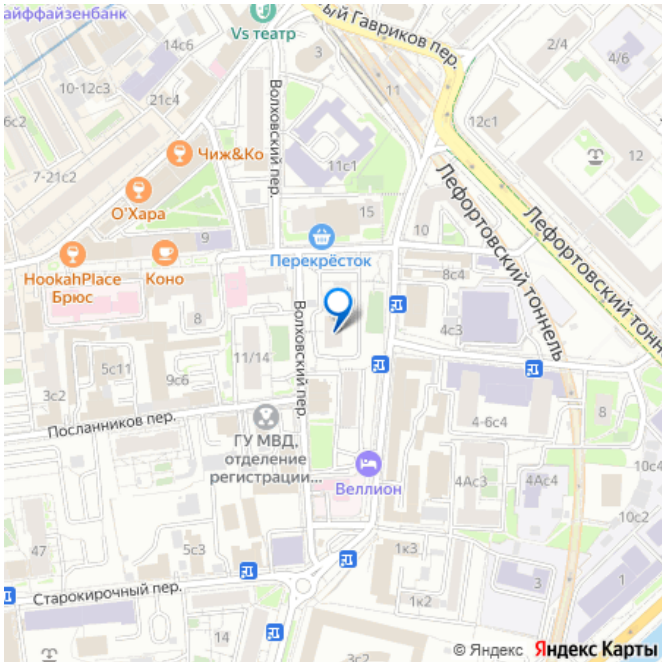 айффайзенбанк
Vs театр
ый Гавриков пер.
14с6
3
2/4
4/6
10-12с3
21с4
11
6с2
12с1
Волховский пер.
Чиж&Ко
11с1
12
7-21с2
О'Хара
15
10
Лефортовский тоннель
Лефортовский тоннель
9
Перекрёсток
HookahPlace
Брюс
Коно
8с4
8
Волховский пер.
4с3
11/14
5с11
9с6
3с2
Посланников пер.
ГУ МВД,
отделение
регистрации...
4-6с4
8
Веллион
4Ас3
4Ас4
10с4
10с2
47
5с3
1к3
3
1
Старокирочный пер.
1к2
14
3с2
© Яндекс Яндекс Карты